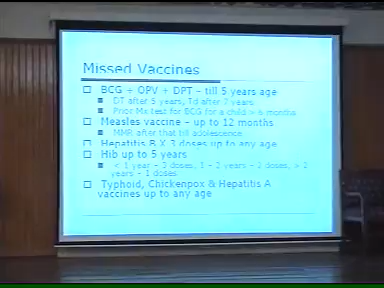 Missed Vaccines
BCG + OPV + DPT – till 5 years age
DT after 5 years, Td after 7 years
Prior Mx test for BCG for a child > 6 months
Measles vaccine – up to 12 months
MMR after that till adolescence
Hepatitis B X 3 doses up to any age
Hib up to 5 years
< 1 year – 3 doses, 1 – 2 years – 2 doses, > 2
years – 1 doses
Typhoid, Chickenpox & Hepatitis A
vaccines up to any age